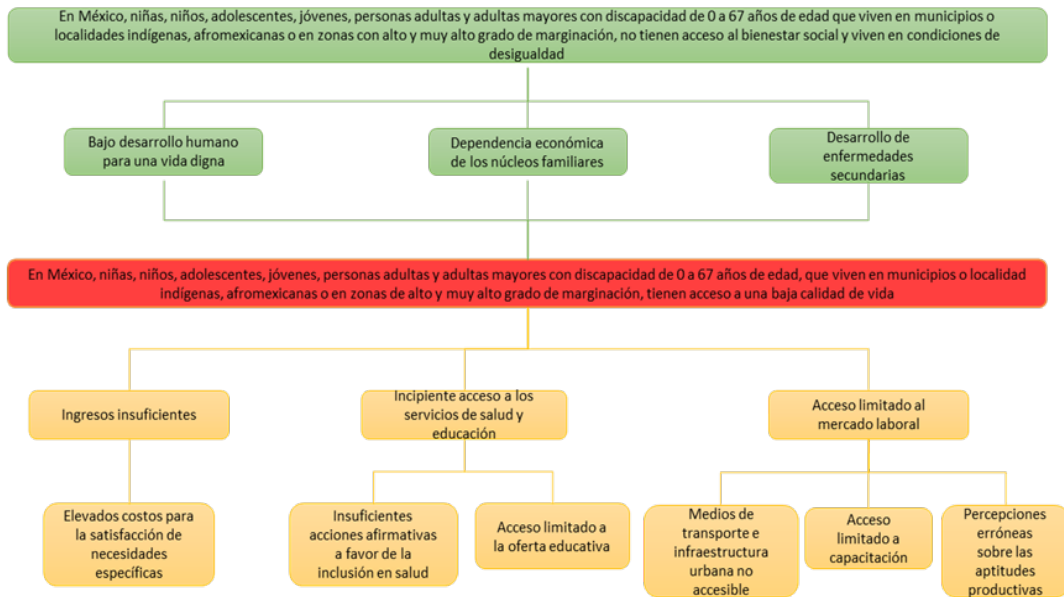 En México, niñas, niños, adolescentes, jóvenes, personas adultas y adultas mayores con discapacidad de 0 a 67 años de edad que viven en municipios o
localidades indígenas, afromexicanas o en zonas con alto y muy alto grado de marginación, no tienen acceso al bienestar social y viven en condiciones de
desigualdad
Bajo desarrollo humano
para una vida digna
Dependencia económica
de los núcleos familiares
Desarrollo de
enfermedades
secundarias
En México, niñas, niños, adolescentes, jóvenes, personas adultas y adultas mayores con discapacidad de 0 a 67 años de edad, que viven en municipios o localidad
indígenas, afromexicanas o en zonas de alto y muy alto grado de marginación, tienen acceso a una baja calidad de vida
Ingresos insuficientes
Incipiente acceso a los
servicios de salud y
educación
Acceso limitado al
mercado laboral
Elevados costos para
la satisfacción de
necesidades
específicas
Insuficientes
acciones afirmativas
a favor de la
inclusión en salud
Acceso limitado a
la oferta educativa
Medios de
transporte e
infraestructura
urbana no
accesible
Acceso
limitado a
capacitación
Percepciones
erróneas
sobre las
aptitudes
productivas